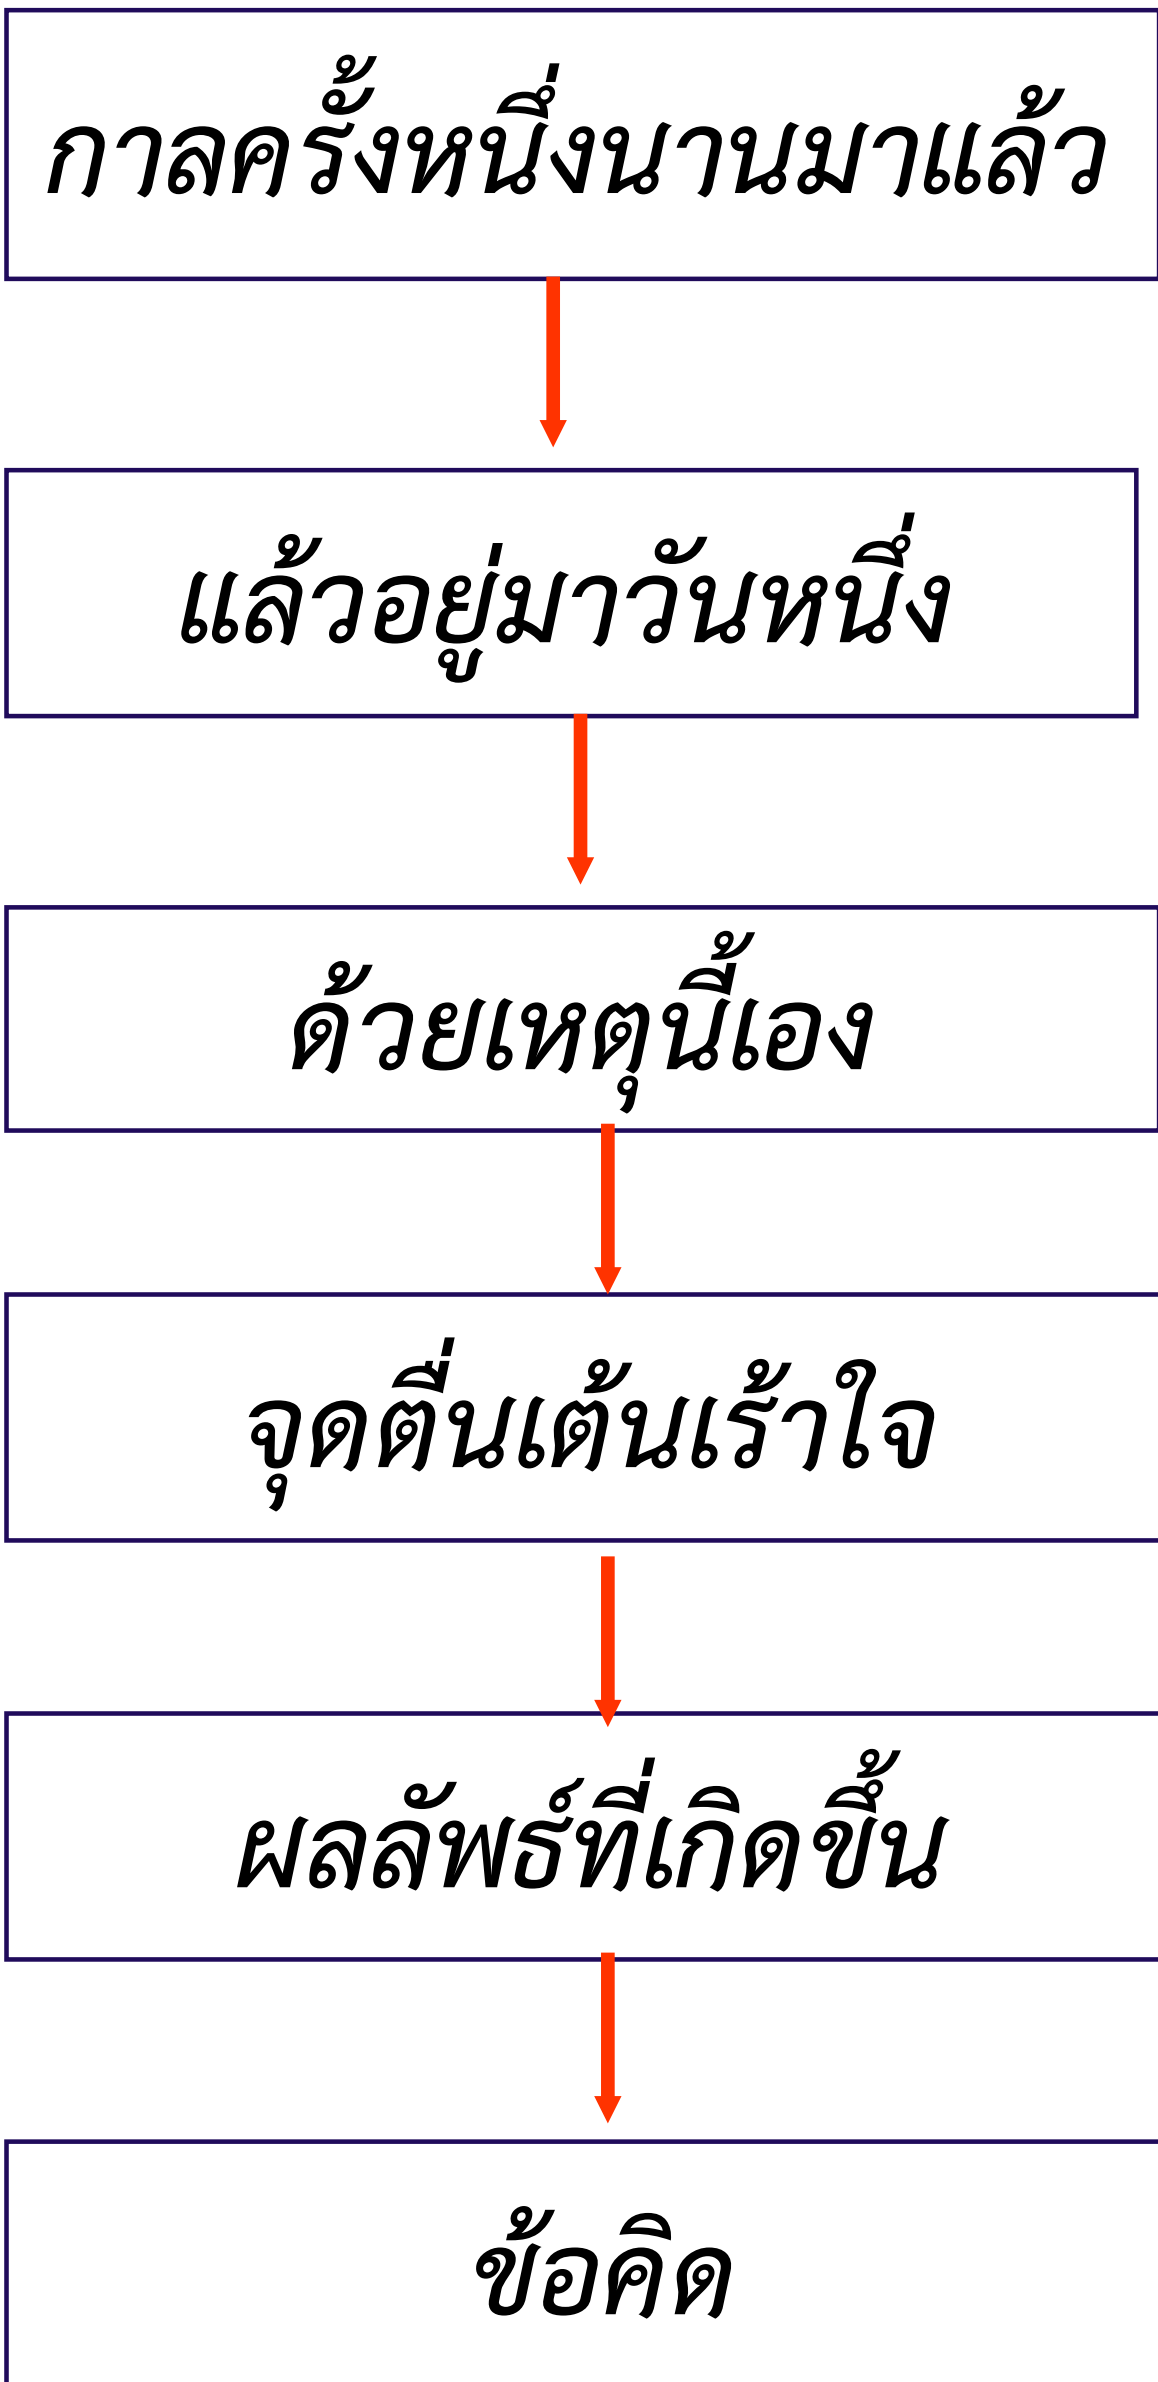 กาลครั้งหนึ่งนานมาแล้ว
แล้วอยู่มาวันหนึ่ง
ด้วยเหตุนี้เอง
จุดตื่นเต้นเร้าใจ
ผลลัพธ์ที่เกิดขึ้น
ข้อคิด